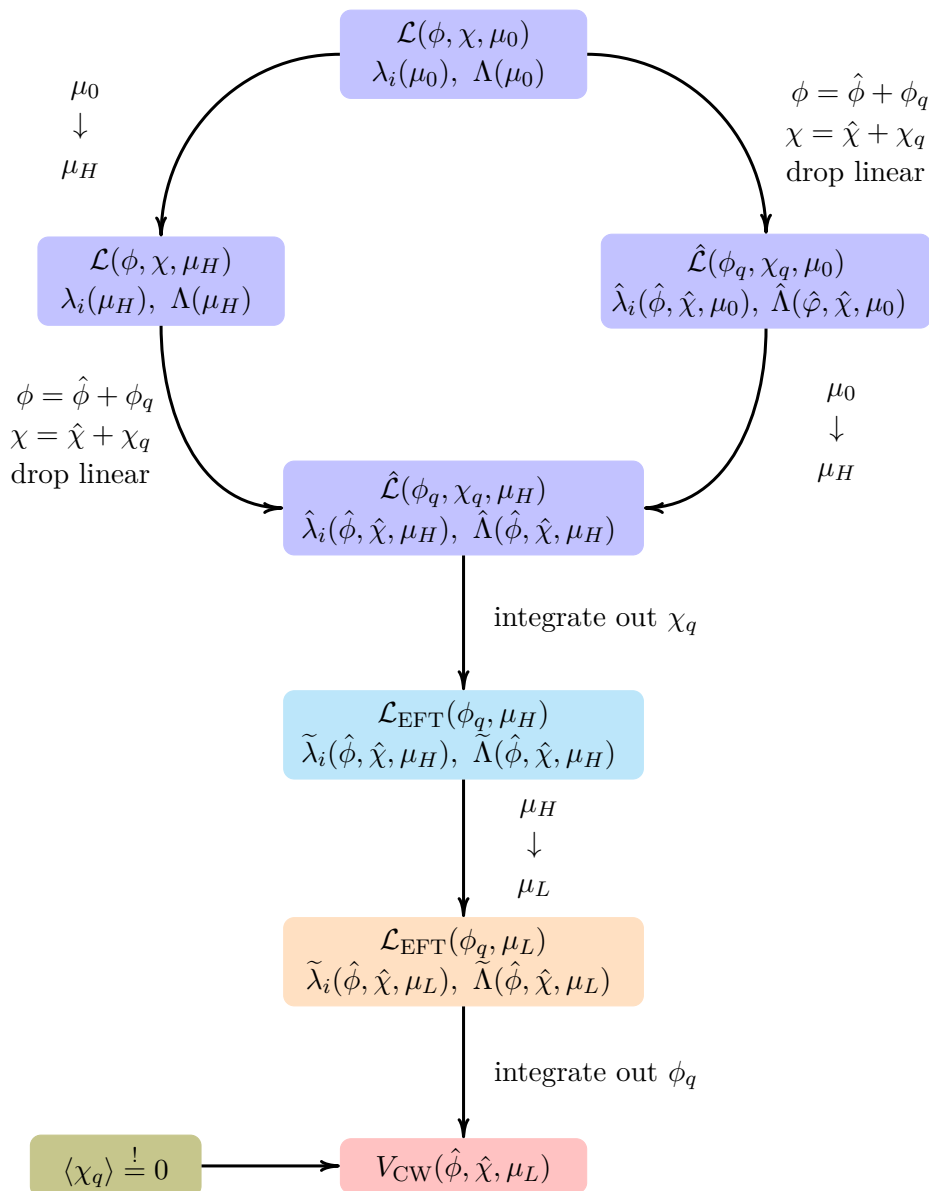 ℒ(ϕ, χ, μ₀)
λᵢ(μ₀), Λ(μ₀)
μ₀
↓
μ_H
ϕ = ϕ̂ + ϕ_q
χ = χ̂ + χ_q
drop linear
ℒ(ϕ, χ, μ_H)
λᵢ(μ_H), Λ(μ_H)
ℒ̂(ϕ_q, χ_q, μ₀)
λ̂ᵢ(ϕ̂, χ̂, μ₀), Λ̂(φ̂, χ̂, μ₀)
ϕ = ϕ̂ + ϕ_q
χ = χ̂ + χ_q
drop linear
μ₀
↓
μ_H
ℒ̂(ϕ_q, χ_q, μ_H)
λ̂ᵢ(ϕ̂, χ̂, μ_H), Λ̂(ϕ̂, χ̂, μ_H)
integrate out χ_q
ℒ_EFT(ϕ_q, μ_H)
λ̃ᵢ(ϕ̂, χ̂, μ_H), Λ̃(ϕ̂, χ̂, μ_H)
μ_H
↓
μ_L
ℒ_EFT(ϕ_q, μ_L)
λ̃ᵢ(ϕ̂, χ̂, μ_L), Λ̃(ϕ̂, χ̂, μ_L)
integrate out ϕ_q
⟨χ_q⟩ =! 0
V_CW(ϕ̂, χ̂, μ_L)